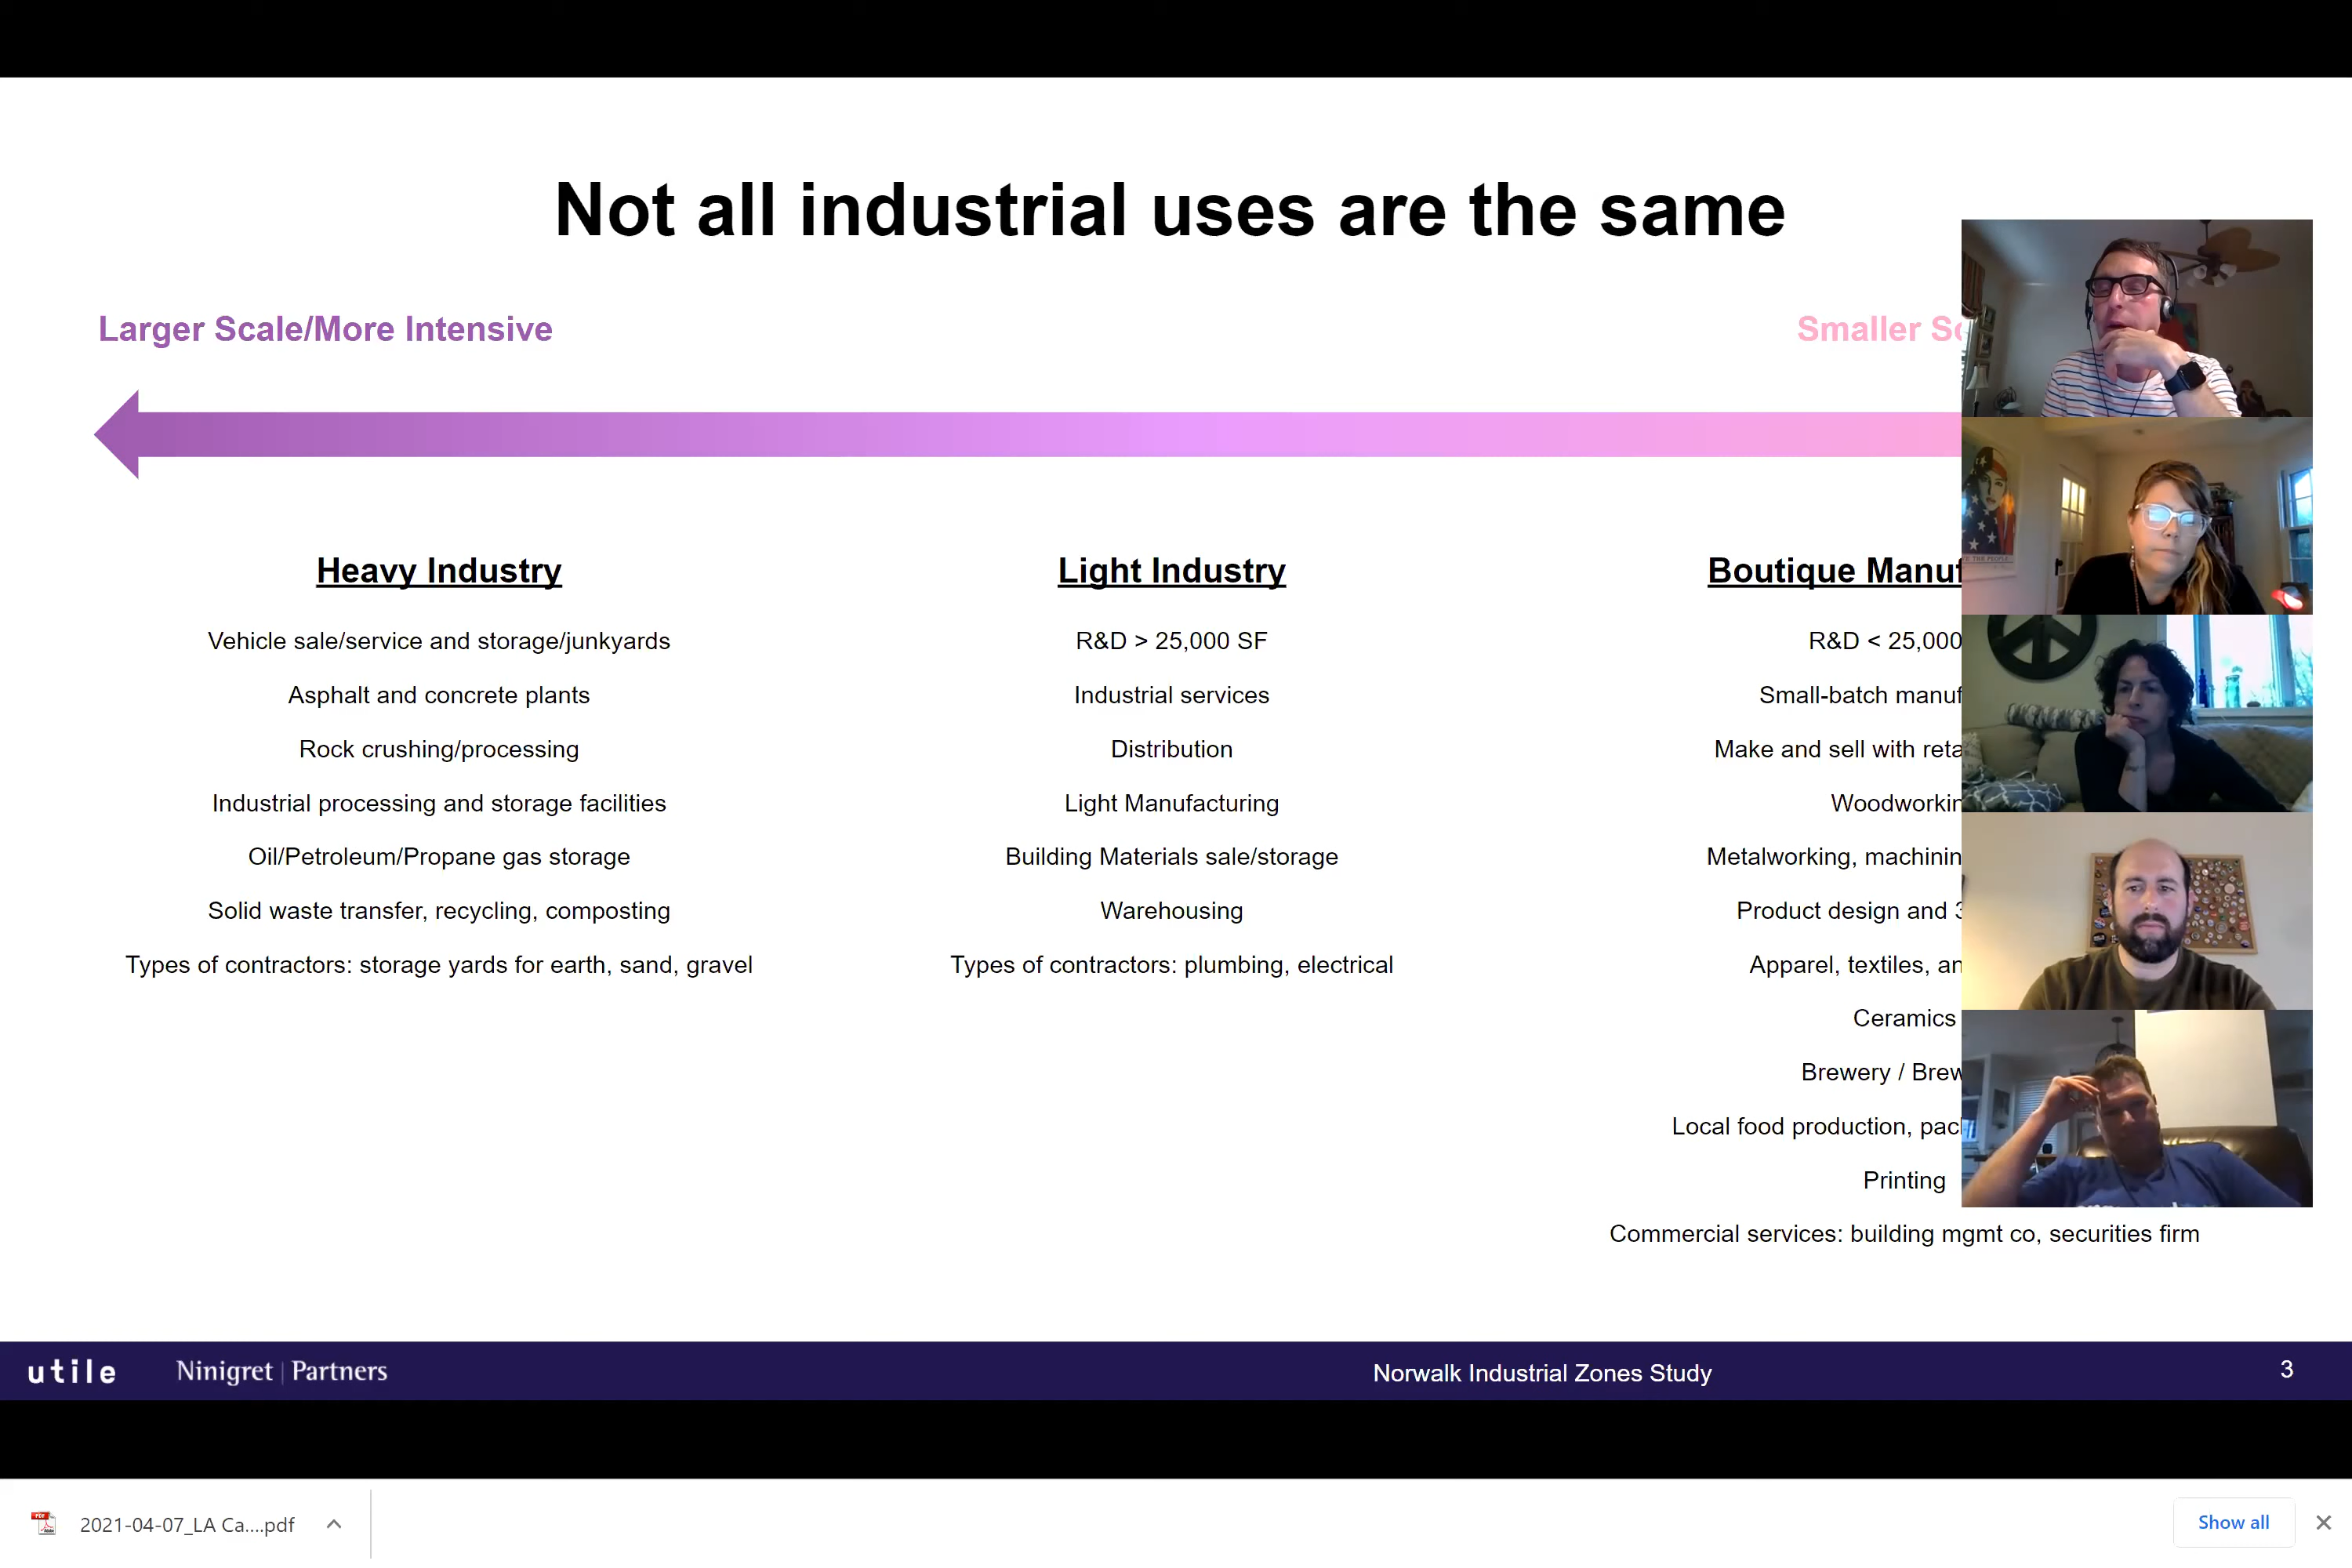 Not all industrial uses are the same
Larger Scale/More Intensive
Smaller
Heavy Industry
Vehicle sale/service and storage/junkyards
Asphalt and concrete plants
Rock crushing/processing
Industrial processing and storage facilities
Oil/Petroleum/Propane gas storage
Solid waste transfer, recycling, composting
Types of contractors: storage yards for earth, sand, gravel
Light Industry
R&D > 25,000 SF
Industrial services
Distribution
Light Manufacturing
Building Materials sale/storage
Warehousing
Types of contractors: plumbing, electrical
Boutique Manuf
R&D < 25,000
Small-batch manuf
Make and sell with reta
Woodworkin
Metalworking, machinin
Product design and 3
Apparel, textiles, an
Ceramics
Brewery / Brew
Local food production, pac
Printing
Commercial services: building mgmt co, securities firm
utile
Ninigret | Partners
Norwalk Industrial Zones Study
3
2021-04-07_LA Ca....pdf
Show all